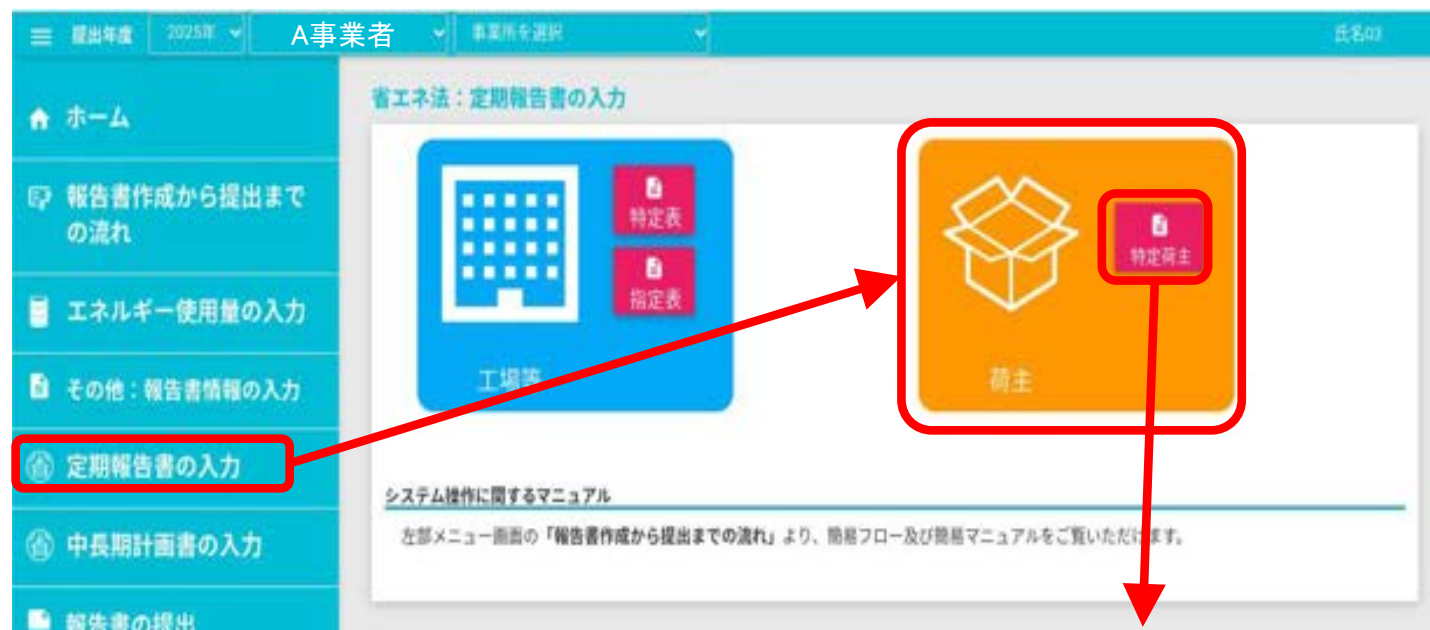 提出年度 2025年 A事業者 事業所を選択 氏名03
ホーム
報告書作成から提出まで
の流れ
エネルギー使用量の入力
その他：報告書情報の入力
定期報告書の入力
中長期計画書の入力
報告書の提出
省エネ法：定期報告書の入力
特定表
指定表
工場等
特定荷主
荷主
システム操作に関するマニュアル
左部メニュー画面の「報告書作成から提出までの流れ」より、簡易フロー及び簡易マニュアルをご覧いただけます。